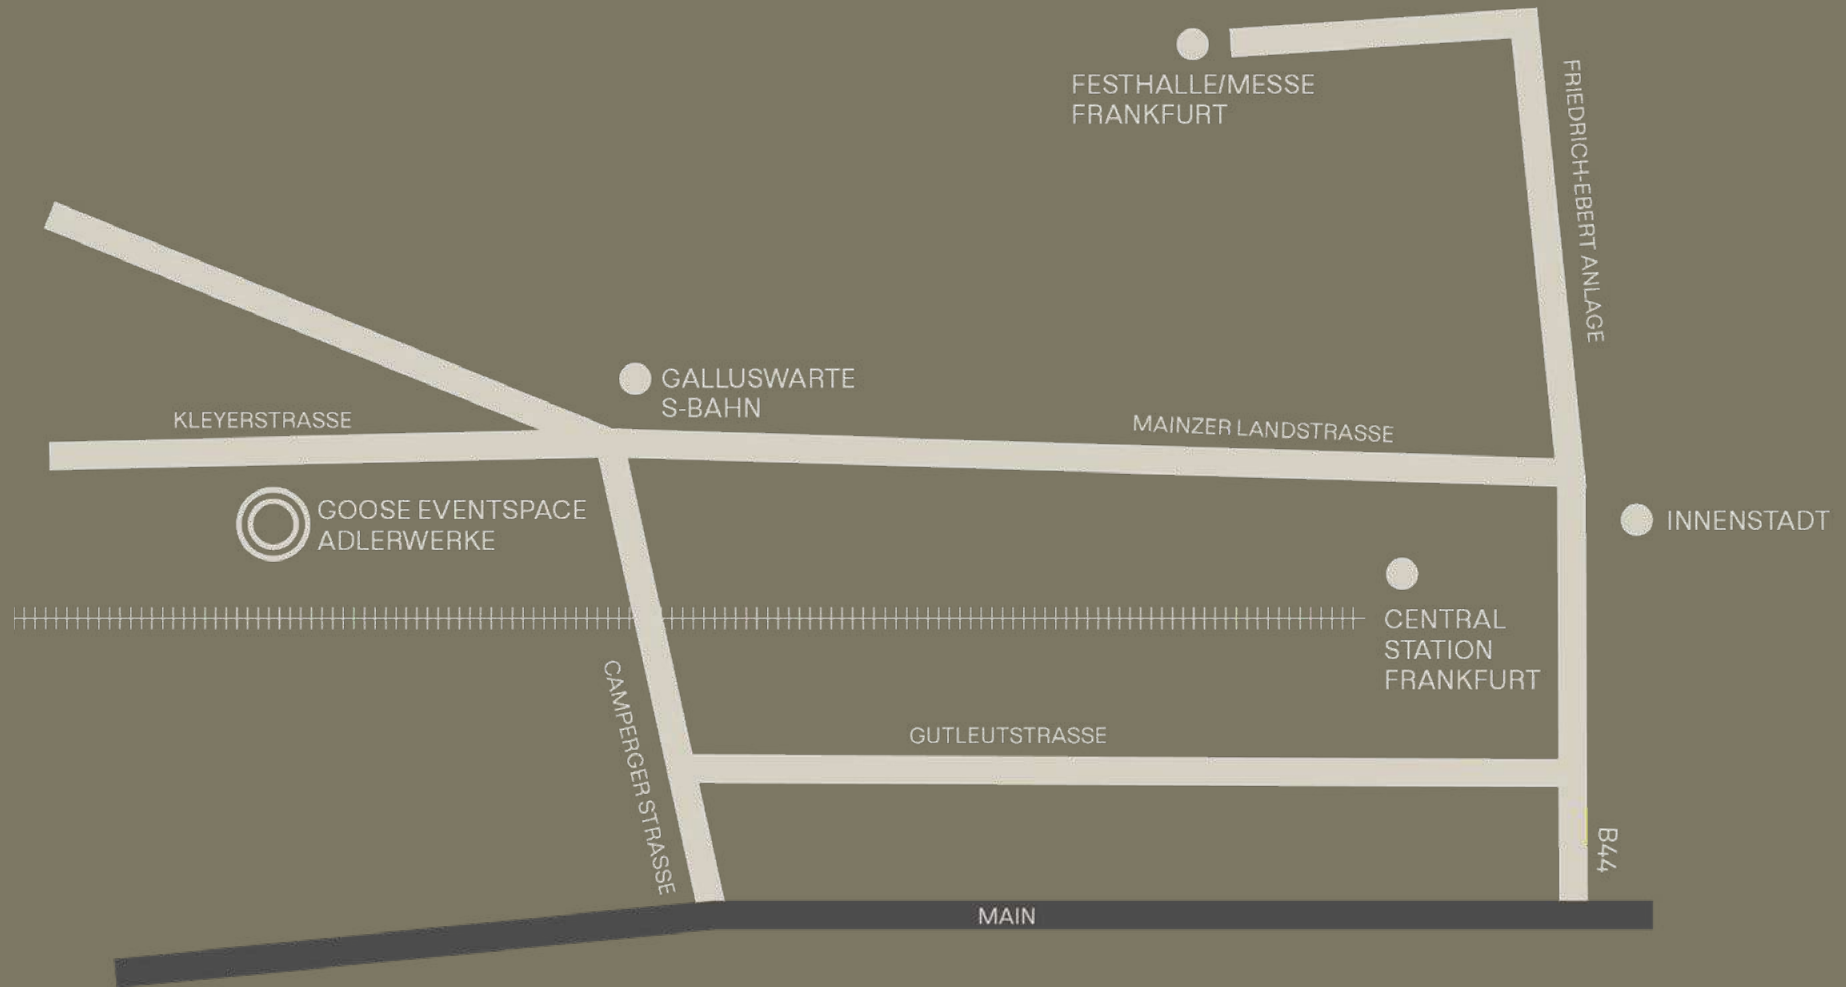 FESTHALLE/MESSE
FRANKFURT
FRIEDRICH-EBERT ANLAGE
GALLUSWARTE
S-BAHN
KLEYERSTRASSE
MAINZER LANDSTRASSE
GOOSE EVENTSPACE
ADLERWERKE
INNENSTADT
CENTRAL
STATION
FRANKFURT
CAMPERGER STRASSE
GUTLEUTSTRASSE
B44
MAIN